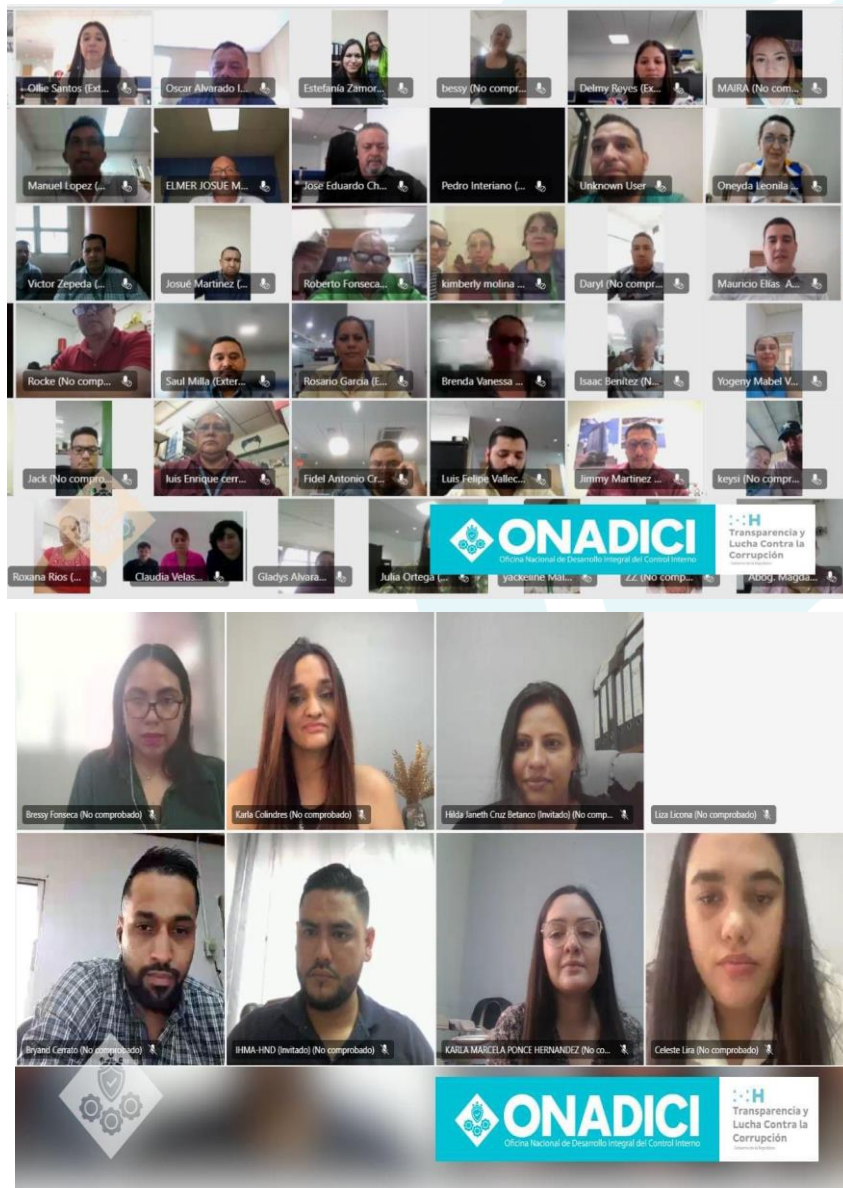 Ollie Santos (Ext...
Oscar Alvarado I...
Estefanía Zamor...
bessy (No compr...
Delmy Reyes (Ex...
MAIRA (No com...
Manuel Lopez (...
ELMER JOSUE M...
Jose Eduardo Ch...
Pedro Interiano (...
Unknown User
Oneyda Leonila ...
Victor Zepeda (...
Josué Martinez (...
Roberto Fonseca...
kimberly molina ...
Daryl (No compr...
Mauricio Elías A...
Rocke (No comp...
Saul Milla (Exter...
Rosario Garcia (E...
Brenda Vanessa ...
Isaac Benítez (N...
Yogeny Mabel V...
Jack (No compro...
luis Enrique cerr...
Fidel Antonio Cr...
Luis Felipe Vallec...
Jimmy Martinez ...
keysi (No compr...
Roxana Rios (...
Claudia Velas...
Gladys Alvara...
Julia Ortega (...
yackeline Mal...
ZZ (No comp...
Abog. Magda...
ONADICI
Oficina Nacional de Desarrollo Integral del Control Interno
H
Transparencia y
Lucha Contra la
Corrupción
Bressy Fonseca (No comprobado)
Karla Colindres (No comprobado)
Hilda Janeth Cruz Betanco (Invitado) (No comp...
Liza Licona (No comprobado)
Bryand Cerrato (No comprobado)
IHMA-HND (Invitado) (No comprobado)
KARLA MARCELA PONCE HERNANDEZ (No co...
Celeste Lira (No comprobado)
ONADICI
Oficina Nacional de Desarrollo Integral del Control Interno
H
Transparencia y
Lucha Contra la
Corrupción